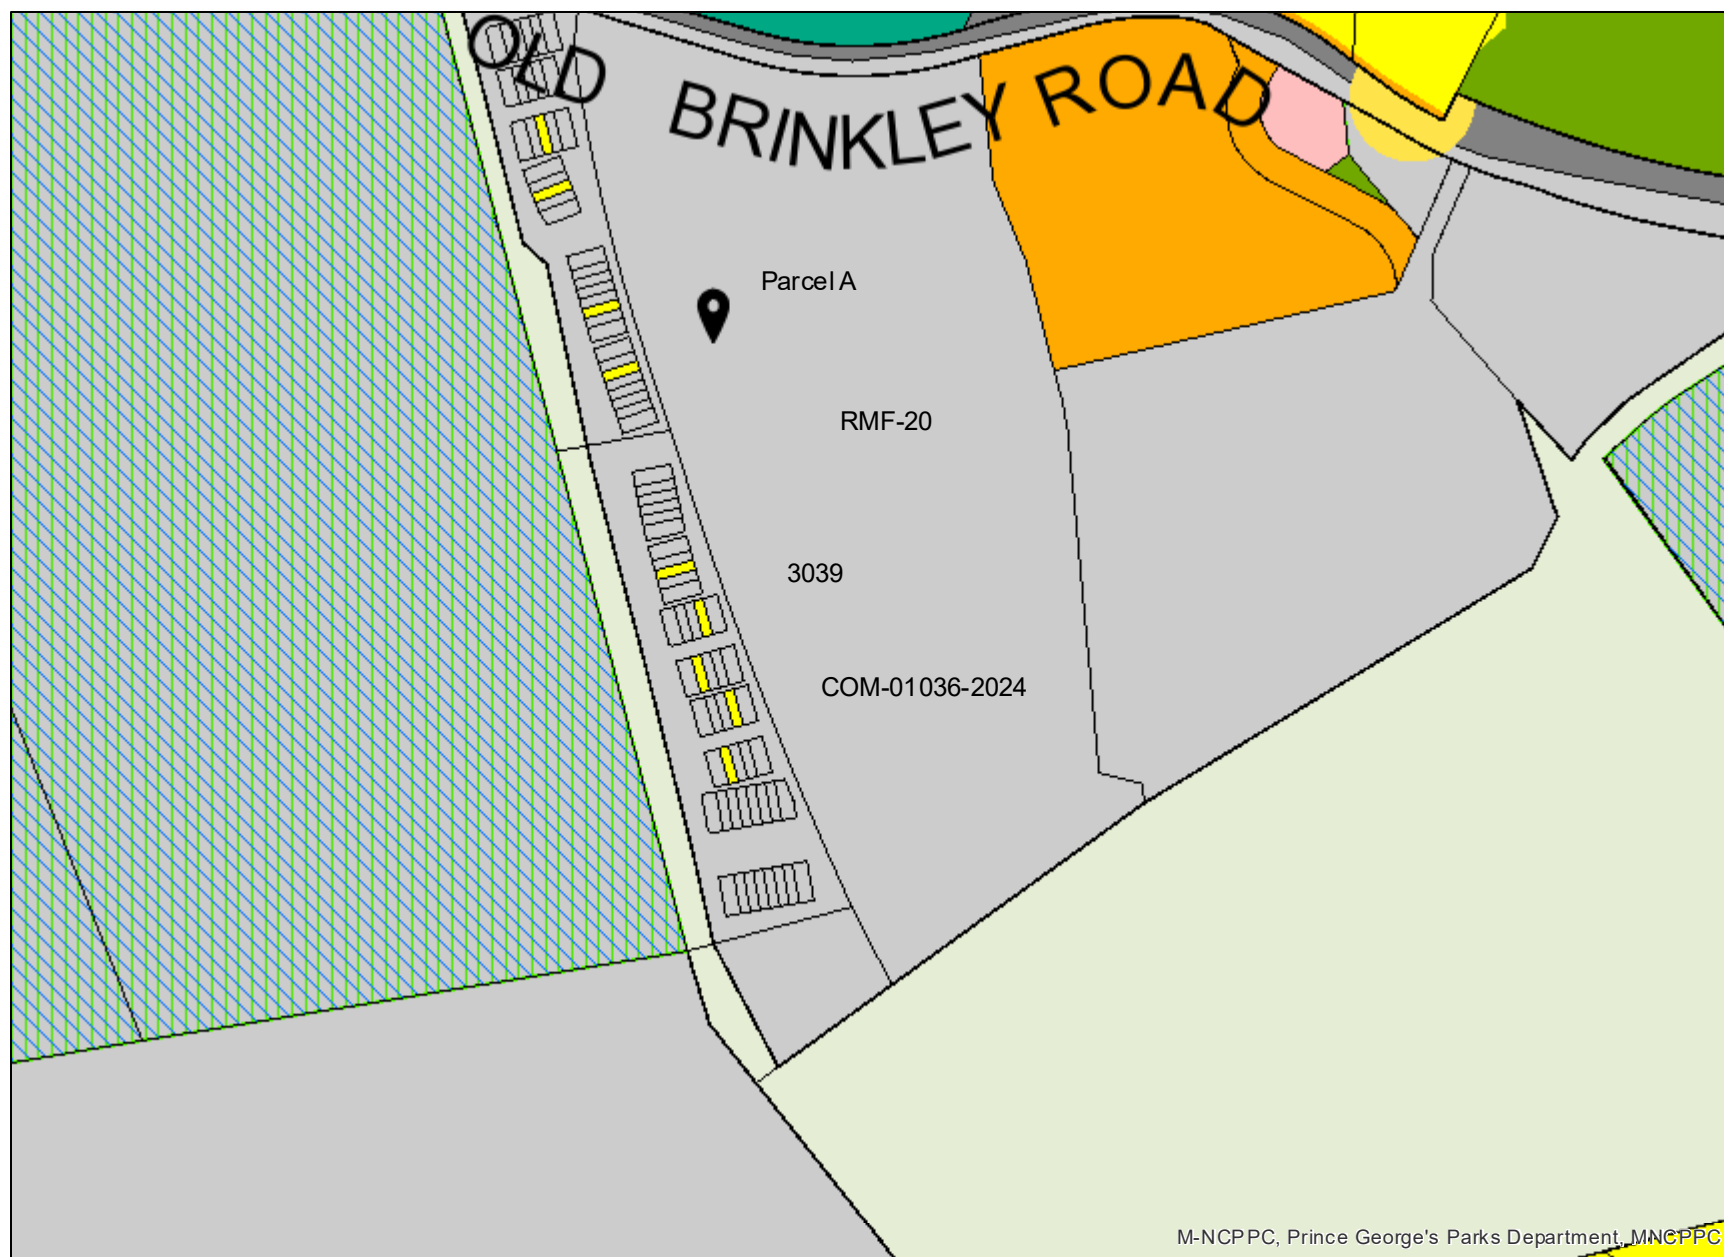 OLD BRINKLEY ROAD
Parcel A
RMF-20
3039
COM-01036-2024
M-NCPPC, Prince George's Parks Department, MNCPPC